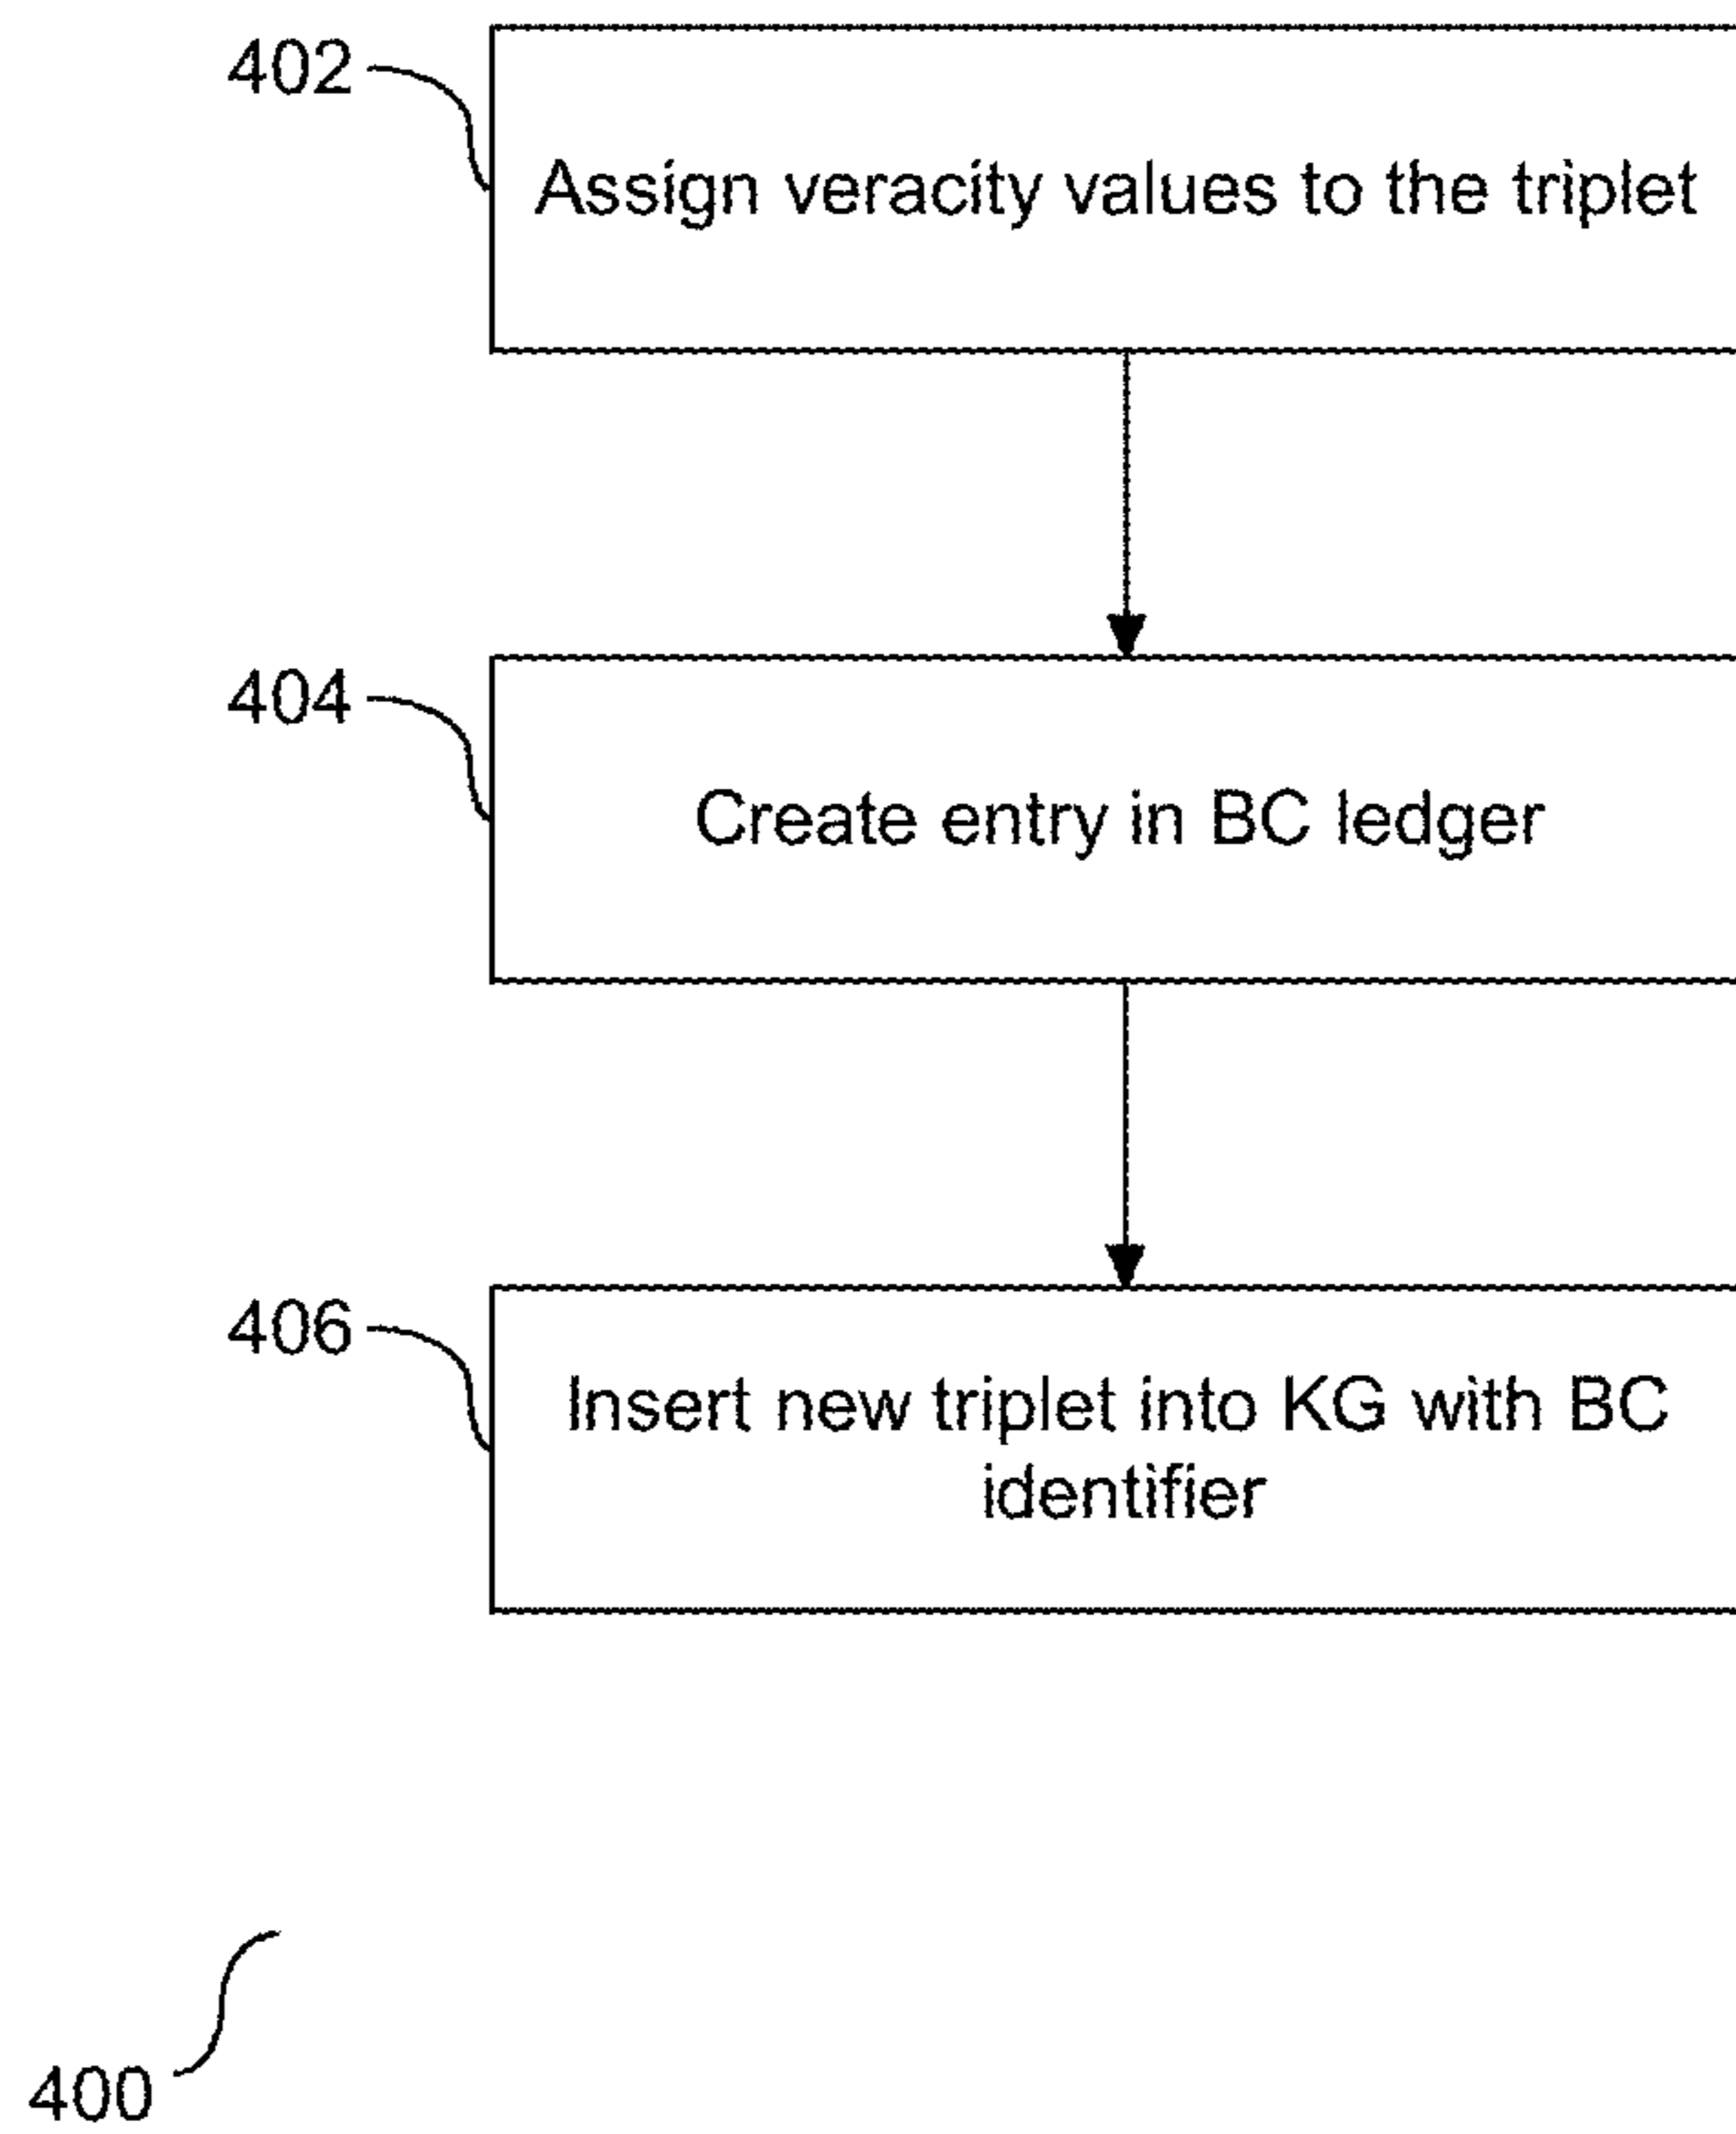 402
Assign veracity values to the triplet
404
Create entry in BC ledger
406
Insert new triplet into KG with BC
identifier
400